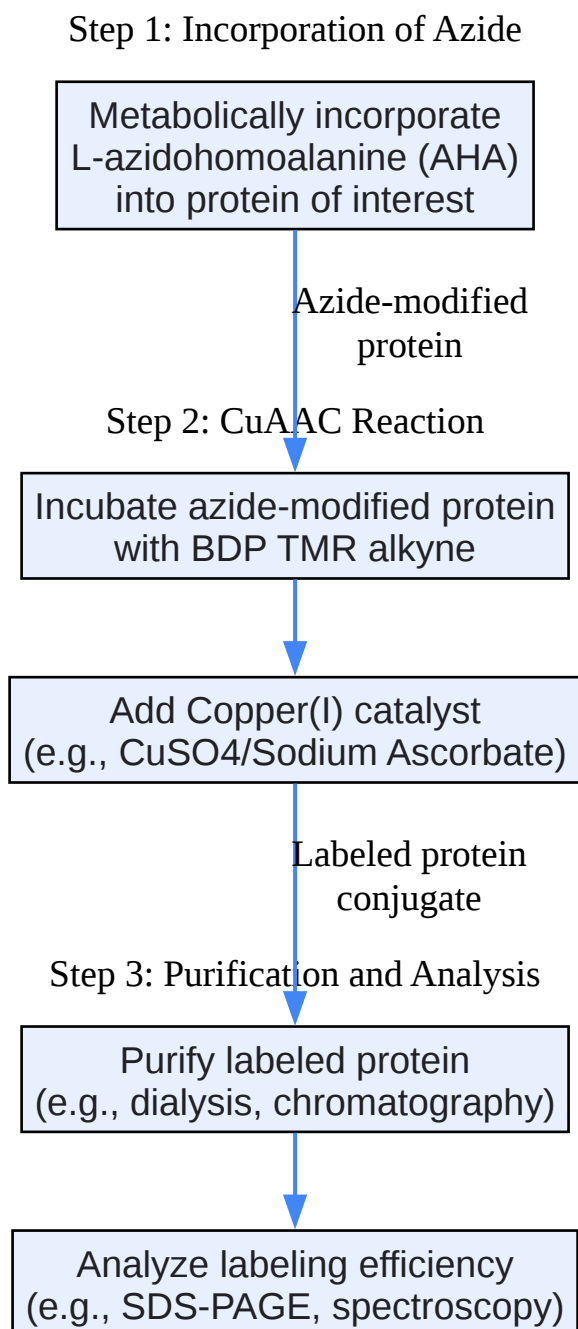 Step 1: Incorporation of Azide
Metabolically incorporate
L-azidohomoalanine (AHA)
into protein of interest
Azide-modified
protein
Step 2: CuAAC Reaction
Incubate azide-modified protein
with BDP TMR alkyne
Add Copper(I) catalyst
(e.g., CuSO4/Sodium Ascorbate)
Labeled protein
conjugate
Step 3: Purification and Analysis
Purify labeled protein
(e.g., dialysis, chromatography)
Analyze labeling efficiency
(e.g., SDS-PAGE, spectroscopy)